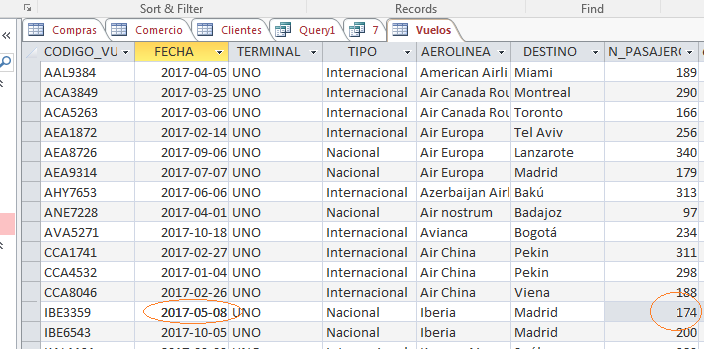 Sort & Filter Records Find
Compras Comercio Clientes Query1 7 Vuelos
CODIGO_VU FECHA TERMINAL TIPO AEROLINEA DESTINO N_PASAJERO
AAL9384 2017-04-05 UNO Internacional American Airli Miami 189
ACA3849 2017-03-25 UNO Internacional Air Canada Rou Montreal 290
ACA5263 2017-03-06 UNO Internacional Air Canada Rou Toronto 166
AEA1872 2017-02-14 UNO Internacional Air Europa Tel Aviv 256
AEA8726 2017-09-06 UNO Nacional Air Europa Lanzarote 340
AEA9314 2017-07-07 UNO Nacional Air Europa Madrid 179
AHY7653 2017-06-06 UNO Internacional Azerbaijan Airl Bakú 313
ANE7228 2017-04-01 UNO Nacional Air nostrum Badajoz 97
AVA5271 2017-10-18 UNO Internacional Avianca Bogotá 234
CCA1741 2017-02-27 UNO Internacional Air China Pekin 311
CCA4532 2017-01-04 UNO Internacional Air China Pekin 298
CCA8046 2017-02-26 UNO Internacional Air China Viena 188
IBE3359 2017-05-08 UNO Nacional Iberia Madrid 174
IBE6543 2017-10-05 UNO Nacional Iberia Madrid 200